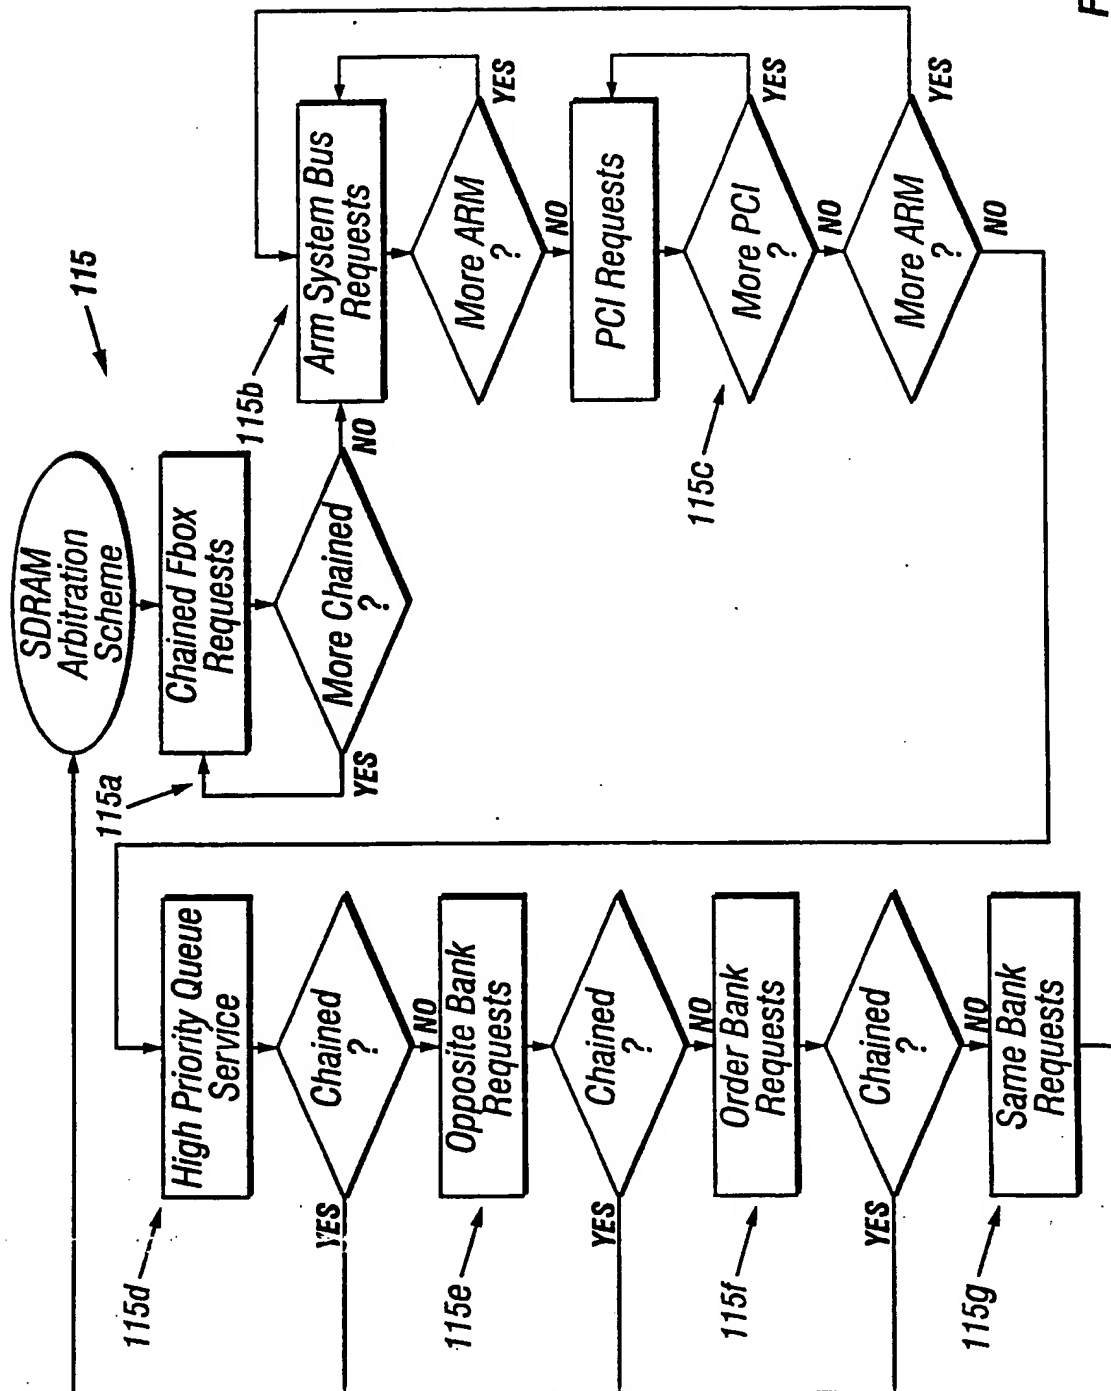 115
SDRAM
Arbitration
Scheme
115a
Chained Fbox
Requests
More Chained
?
YES
NO
115b
Arm System Bus
Requests
More ARM
?
YES
NO
PCI Requests
115c
More PCI
?
YES
NO
More ARM
?
YES
NO
115d
High Priority Queue
Service
Chained
?
YES
NO
115e
Opposite Bank
Requests
Chained
?
YES
NO
115f
Order Bank
Requests
Chained
?
YES
NO
115g
Same Bank
Requests